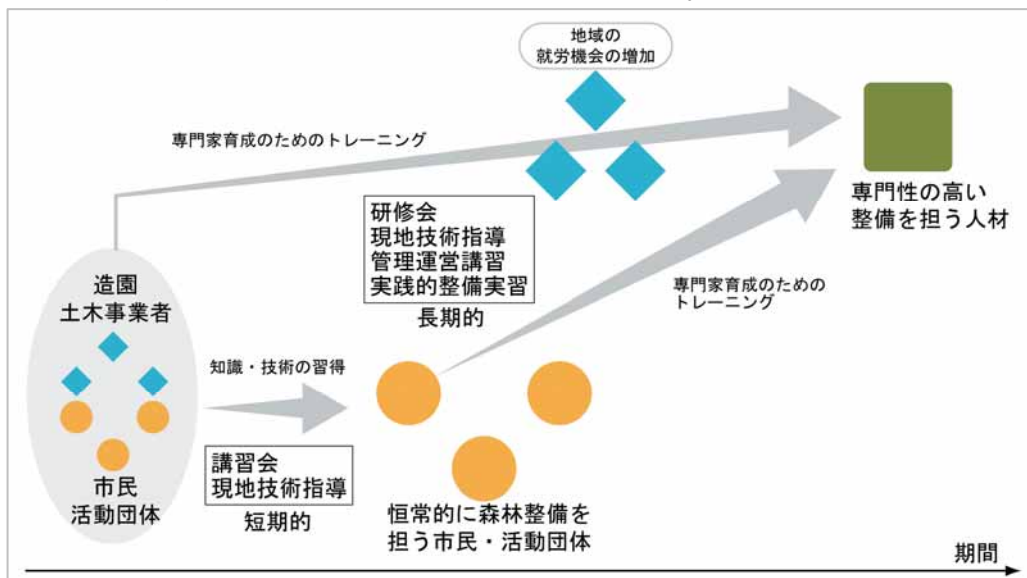 地域の
就労機会の増加
専門家育成のためのトレーニング
専門性の高い
整備を担う人材
研修会
現地技術指導
管理運営講習
実践的整備実習
長期的
専門家育成のための
トレーニング
造園
土木事業者
知識・技術の習得
講習会
現地技術指導
短期的
市民
活動団体
恒常的に森林整備を
担う市民・活動団体
期間